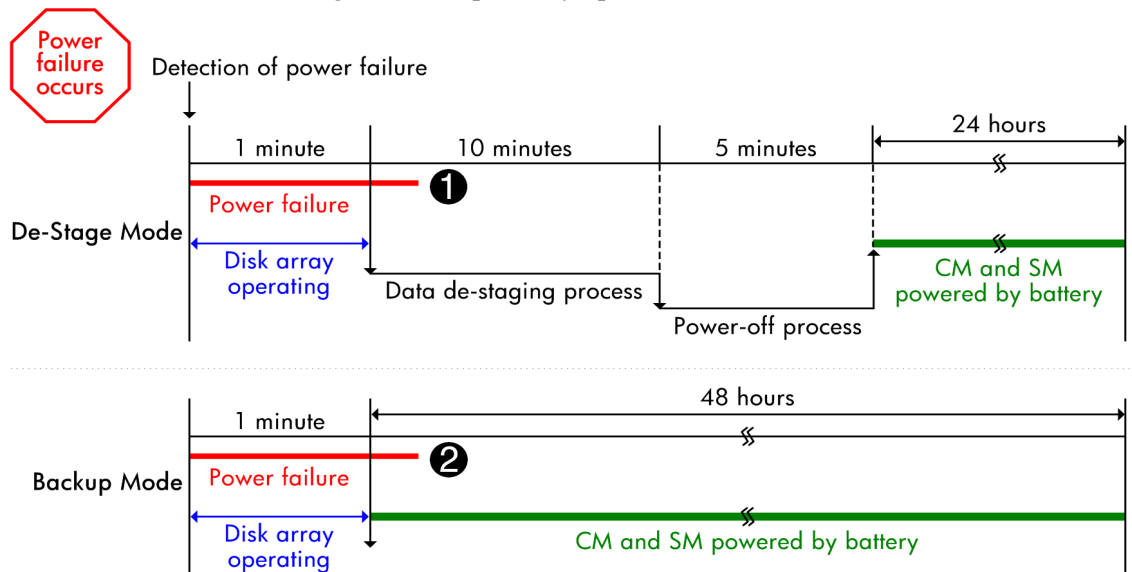 Power
failure
occurs
Detection of power failure
1 minute
10 minutes
5 minutes
24 hours
1
Power failure
De-Stage Mode
Disk array
operating
Data de-staging process
Power-off process
CM and SM
powered by battery
48 hours
1 minute
2
Power failure
Backup Mode
Disk array
operating
CM and SM powered by battery